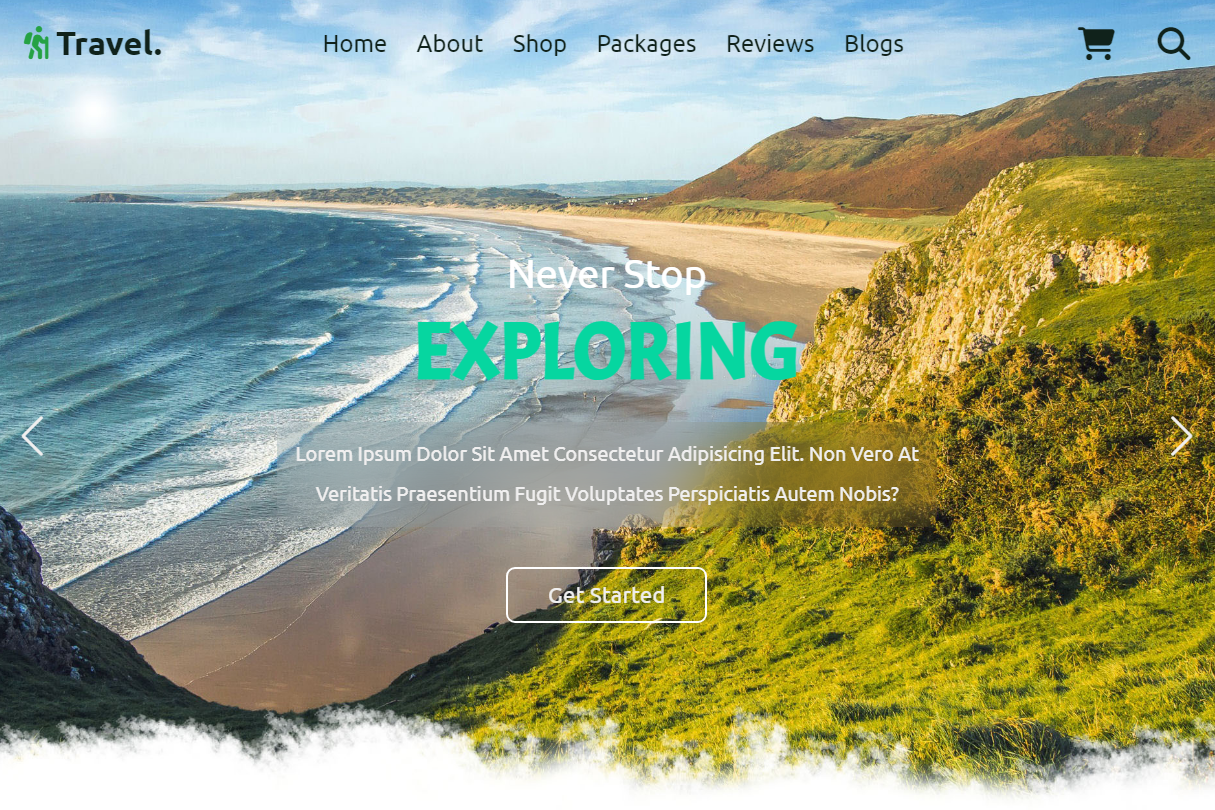 Travel.
Home About Shop Packages Reviews Blogs
Never Stop
EXPLORING
Lorem Ipsum Dolor Sit Amet Consectetur Adipisicing Elit. Non Vero At
Veritatis Praesentium Fugit Voluptates Perspiciatis Autem Nobis?
Get Started